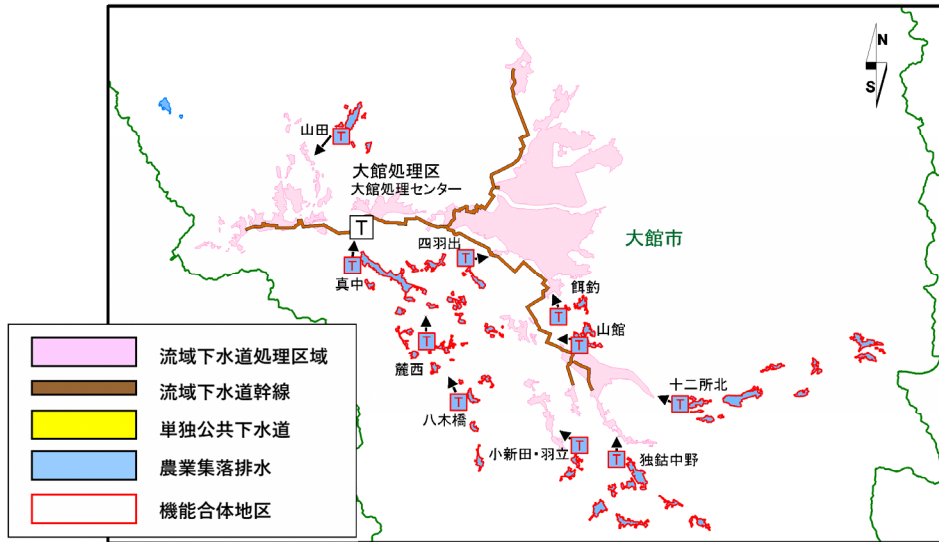 N
S
山田
T
大館処理区
大館処理センター
T
四羽出
T
大館市
真中
T
餌釣
T
山館
T
麓西
T
十二所北
T
八木橋
T
小新田・羽立
T
独鈷中野
T
流域下水道処理区域
流域下水道幹線
単独公共下水道
農業集落排水
機能合体地区